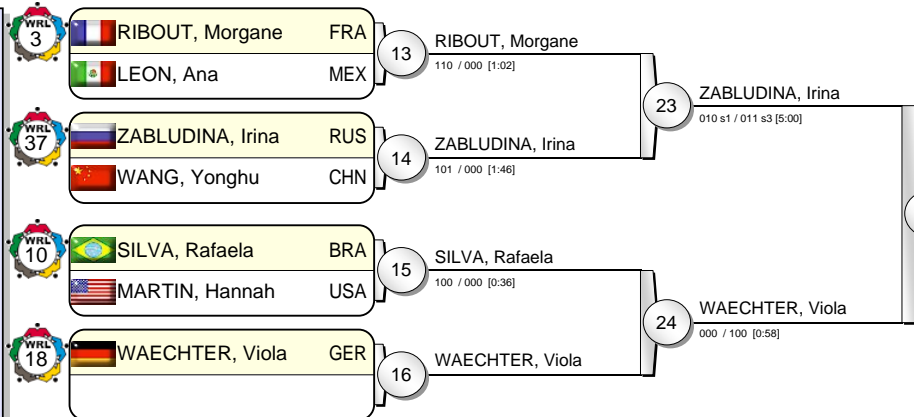 WRL
3
RIBOUT, Morgane FRA
LEON, Ana MEX
13
RIBOUT, Morgane
110 / 000 [1:02]
WRL
37
ZABLUDINA, Irina RUS
WANG, Yonghu CHN
14
ZABLUDINA, Irina
101 / 000 [1:46]
23
ZABLUDINA, Irina
010 s1 / 011 s3 [5:00]
WRL
10
SILVA, Rafaela BRA
MARTIN, Hannah USA
15
SILVA, Rafaela
100 / 000 [0:36]
WRL
18
WAECHTER, Viola GER
16
WAECHTER, Viola
24
WAECHTER, Viola
000 / 100 [0:58]